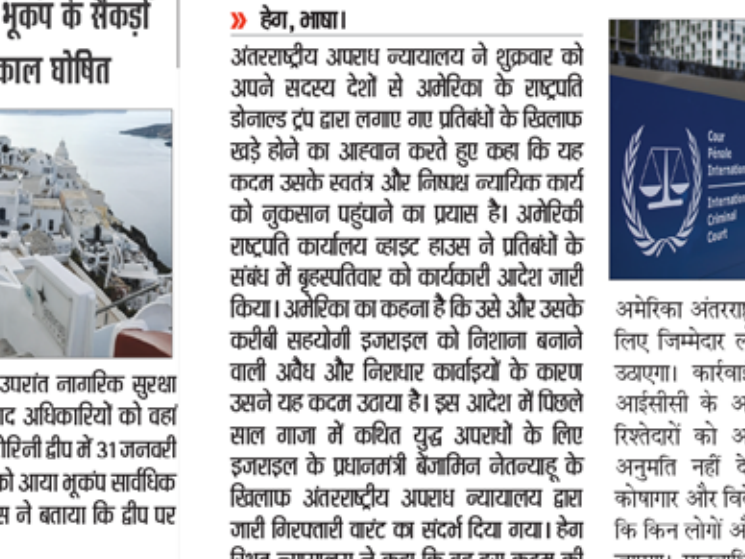 भूकंप के सैकड़ों
काल घोषित
उपरांत नागरिक सुरक्षा
अधिकारियों को वहां
द्वीप में 31 जनवरी
को आया भूकंप सार्वधिक
ने बताया कि द्वीप पर
» हेग, भाषा।
अंतरराष्ट्रीय अपराध न्यायालय ने शुक्रवार को
अपने सदस्य देशों से अमेरिका के राष्ट्रपति
डोनाल्ड ट्रंप द्वारा लगाए गए प्रतिबंधों के खिलाफ
खड़े होने का आह्वान करते हुए कहा कि यह
कदम उसके स्वतंत्र और निष्पक्ष न्यायिक कार्य
को नुकसान पहुंचाने का प्रयास है। अमेरिकी
राष्ट्रपति कार्यालय व्हाइट हाउस ने प्रतिबंधों के
संबंध में बृहस्पतिवार को कार्यकारी आदेश जारी
किया। अमेरिका का कहना है कि उसे और उसके
करीबी सहयोगी इजराइल को निशाना बनाने
वाली अवैध और निराधार कार्वाइयों के कारण
उसने यह कदम उठाया है। इस आदेश में पिछले
साल गाजा में कथित युद्ध अपराधों के लिए
इजराइल के प्रधानमंत्री बेंजामिन नेतन्याहू के
खिलाफ अंतरराष्ट्रीय अपराध न्यायालय द्वारा
जारी गिरफ्तारी वारंट का संदर्भ दिया गया। हेग
Cour
Pénale
Internation
International
Criminal
Court
अमेरिका
लिए जिम्मेदार
उठाएगा।
आईसीसी के
रिश्तेदारों को
अनुमति नहीं
कोषागार और
कि किन लोगों